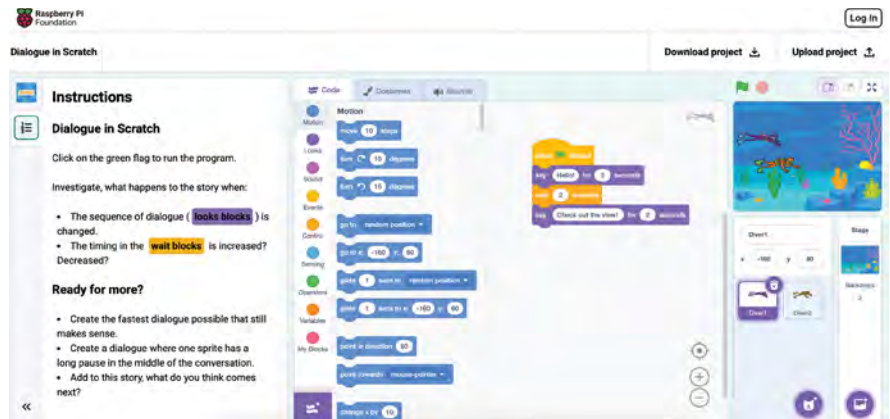 Raspberry Pi
Foundation
Log In
Dialogue in Scratch
Download project
Upload project
Instructions
Dialogue in Scratch
Click on the green flag to run the program.
Investigate, what happens to the story when:
• The sequence of dialogue ( looks blocks ) is
changed.
• The timing in the wait blocks is increased?
Decreased?
Ready for more?
• Create the fastest dialogue possible that still
makes sense.
• Create a dialogue where one sprite has a
long pause in the middle of the conversation.
• Add to this story, what do you think comes
next?
Code
Costumes
Sounds
Motion
Looks
Sound
Events
Control
Sensing
Operators
Variables
My Blocks
Motion
move 10 steps
turn 15 degrees
turn 15 degrees
go to random position
go to x: -160 y: 80
glide 1 secs to random position
glide 1 secs to x: -160 y: 80
point in direction
point towards mouse-pointer
change x by 10
when clicked
say Hello! for 2 seconds
wait 2 seconds
say Check out the view! for 2 seconds
Diver1
x -160 y 80
Diver1
Diver2
Stage
Backdrops